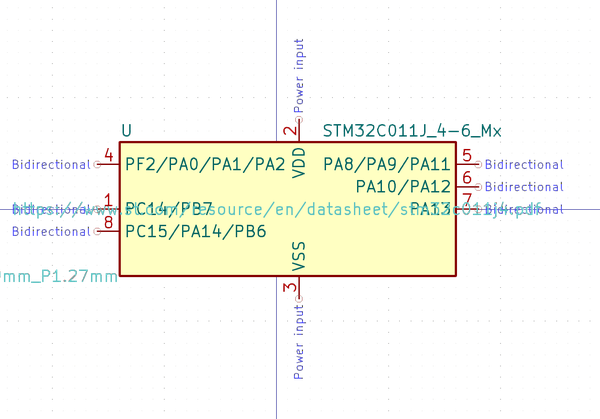 Power input
U
STM32C011J_4-6_Mx
2
VDD
Bidirectional
4
PF2/PA0/PA1/PA2
PA8/PA9/PA11
5
Bidirectional
PA10/PA12
6
Bidirectional
Bidirectional
1
PC14/PB7
https://www.st.com/resource/en/datasheet/stm32c011j4.pdf
PA13
7
Bidirectional
Bidirectional
8
PC15/PA14/PB6
VSS
mm_P1.27mm
3
Power input